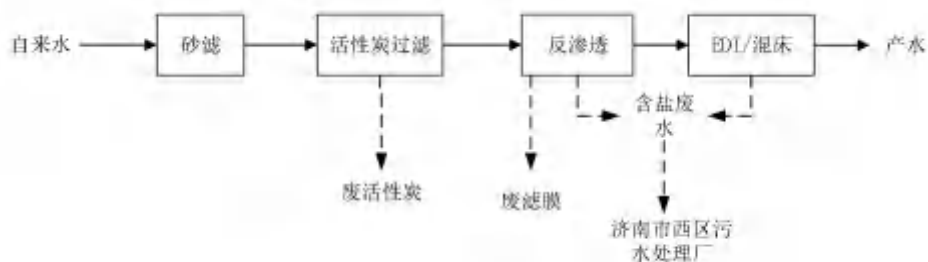 自来水
砂滤
活性炭过滤
反渗透
EDI/混床
产水
含盐废
水
废活性炭
废滤膜
济南市西区污
水处理厂